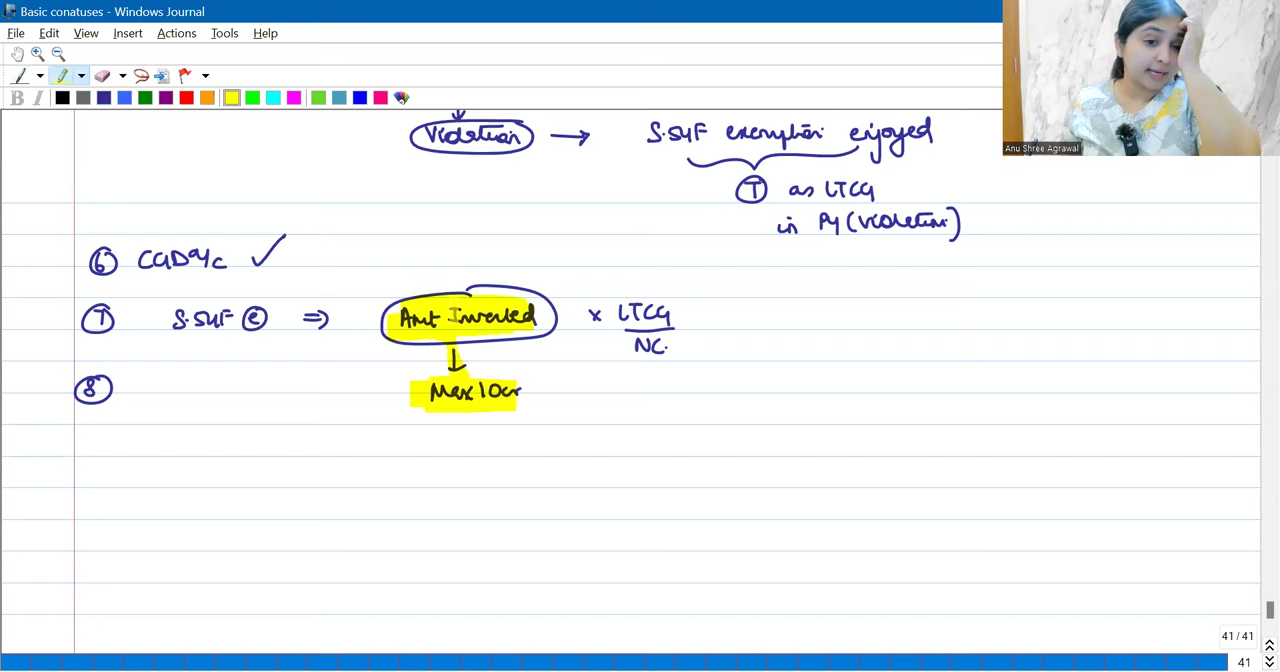 Basic conatuses - Windows Journal
File Edit View Insert Actions Tools Help
B I
Anu Shree Agrawal
Violation → S.54F exemption enjoyed
T as LTCG
in PY (violation)
6 CGDa/c ✓
7 S.54F e ⇒ Amt Invested × LTCG
NC.
Max 10cr
8
41 / 41
41